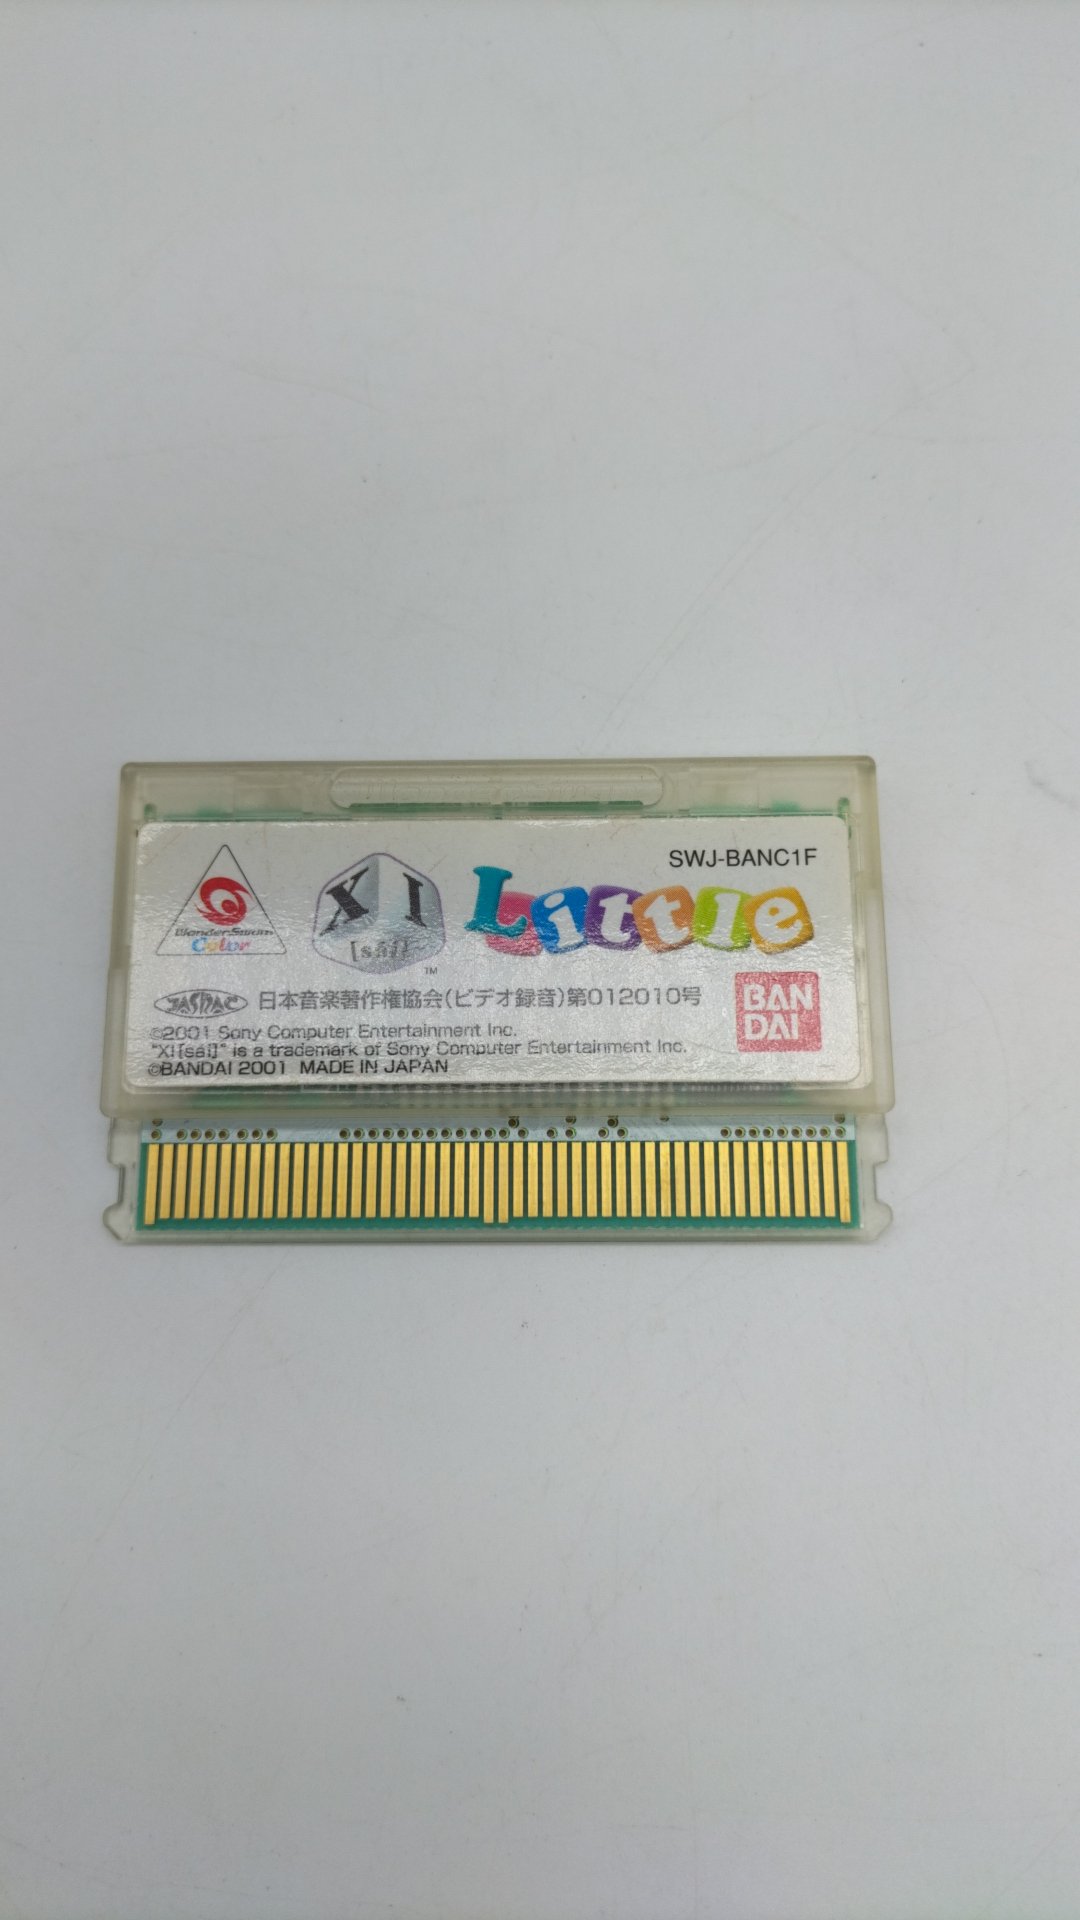 SWJ-BANC1F
XI
[sái]
TM
Little
WonderSwan
Color
JASRAC
日本音楽著作権協会(ビデオ録音)第012010号
BAN
DAI
©2001 Sony Computer Entertainment Inc.
"XI[sái]" is a trademark of Sony Computer Entertainment Inc.
©BANDAI 2001 MADE IN JAPAN